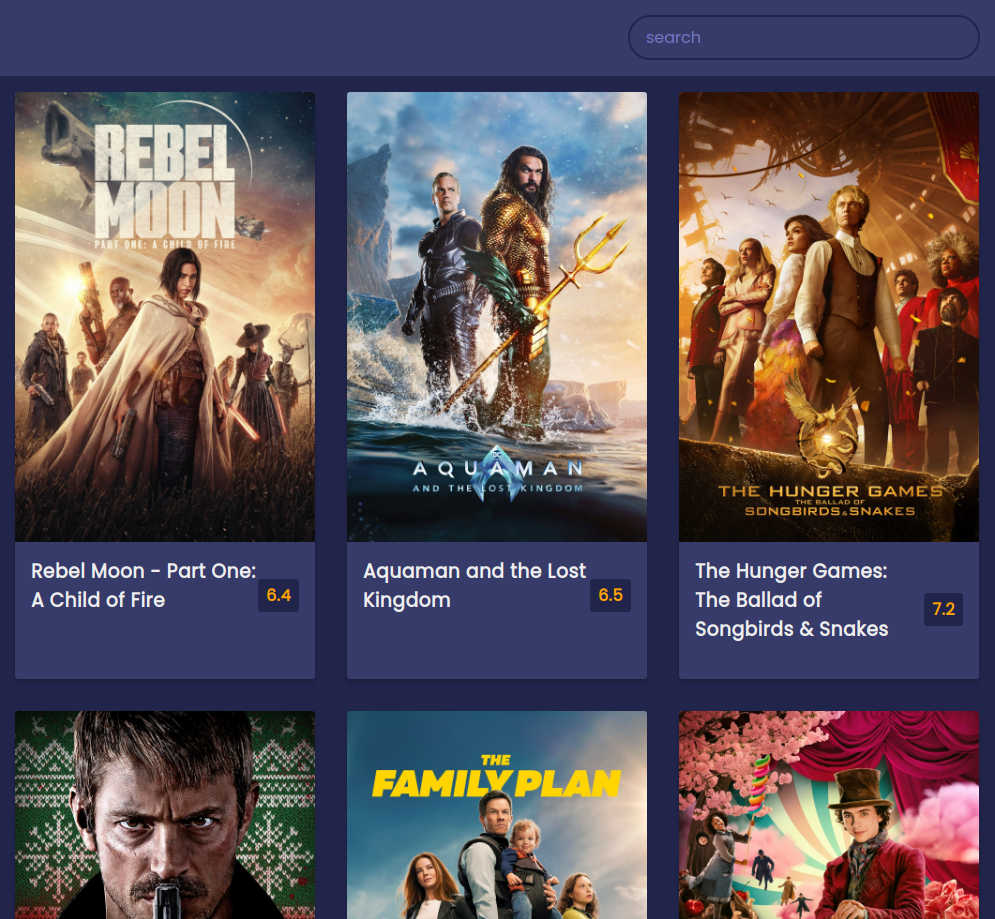 search
REBEL
MOON
PART ONE: A CHILD OF FIRE
DC
AQUAMAN
AND THE LOST KINGDOM
THE HUNGER GAMES
THE BALLAD OF
SONGBIRDS & SNAKES
Rebel Moon - Part One:
A Child of Fire
6.4
Aquaman and the Lost
Kingdom
6.5
The Hunger Games:
The Ballad of
Songbirds & Snakes
7.2
THE
FAMILY PLAN